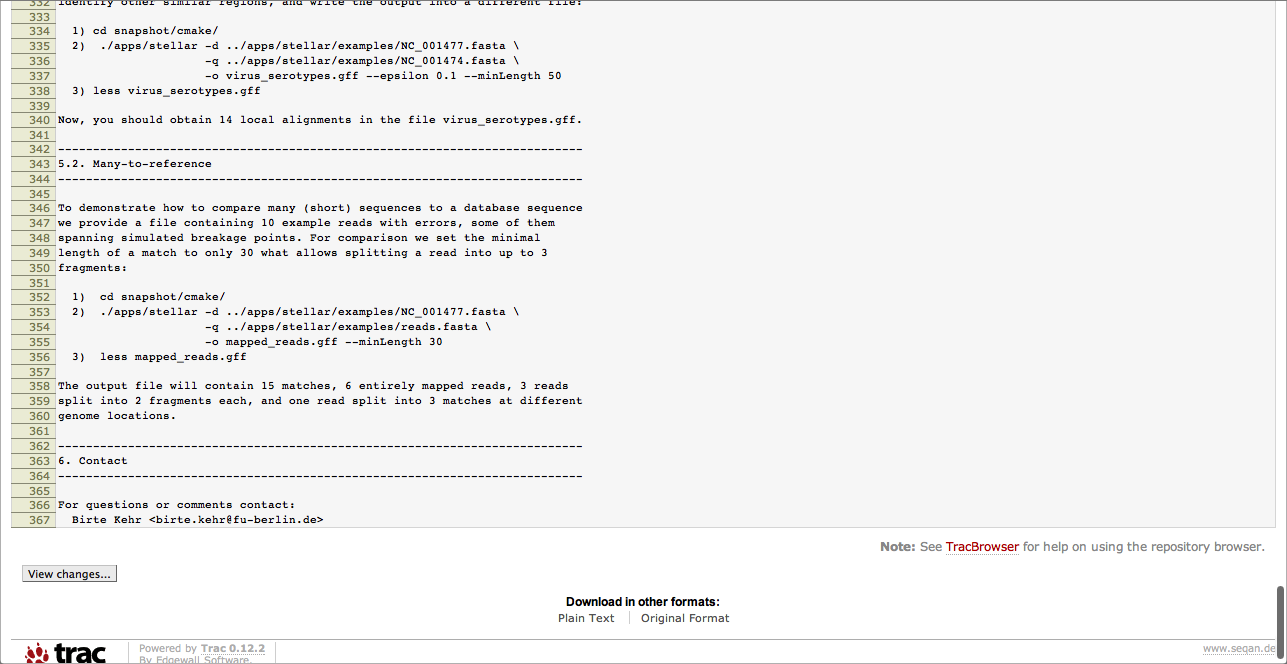 332 identify other similar regions, and write the output into a different file:
333
334   1) cd snapshot/cmake/
335   2)  ./apps/stellar -d ../apps/stellar/examples/NC_001477.fasta \
336                      -q ../apps/stellar/examples/NC_001474.fasta \
337                      -o virus_serotypes.gff --epsilon 0.1 --minLength 50
338   3) less virus_serotypes.gff
339
340 Now, you should obtain 14 local alignments in the file virus_serotypes.gff.
341
342 ---------------------------------------------------------------------------
343 5.2. Many-to-reference
344 ---------------------------------------------------------------------------
345
346 To demonstrate how to compare many (short) sequences to a database sequence
347 we provide a file containing 10 example reads with errors, some of them
348 spanning simulated breakage points. For comparison we set the minimal
349 length of a match to only 30 what allows splitting a read into up to 3
350 fragments:
351
352   1)  cd snapshot/cmake/
353   2)  ./apps/stellar -d ../apps/stellar/examples/NC_001477.fasta \
354                      -q ../apps/stellar/examples/reads.fasta \
355                      -o mapped_reads.gff --minLength 30
356   3)  less mapped_reads.gff
357
358 The output file will contain 15 matches, 6 entirely mapped reads, 3 reads
359 split into 2 fragments each, and one read split into 3 matches at different
360 genome locations.
361
362 ---------------------------------------------------------------------------
363 6. Contact
364 ---------------------------------------------------------------------------
365
366 For questions or comments contact:
367   Birte Kehr <birte.kehr@fu-berlin.de>
Note: See TracBrowser for help on using the repository browser.
View changes...
Download in other formats:
Plain Text
Original Format
trac
Powered by Trac 0.12.2
By Edgewall Software.
www.seqan.de